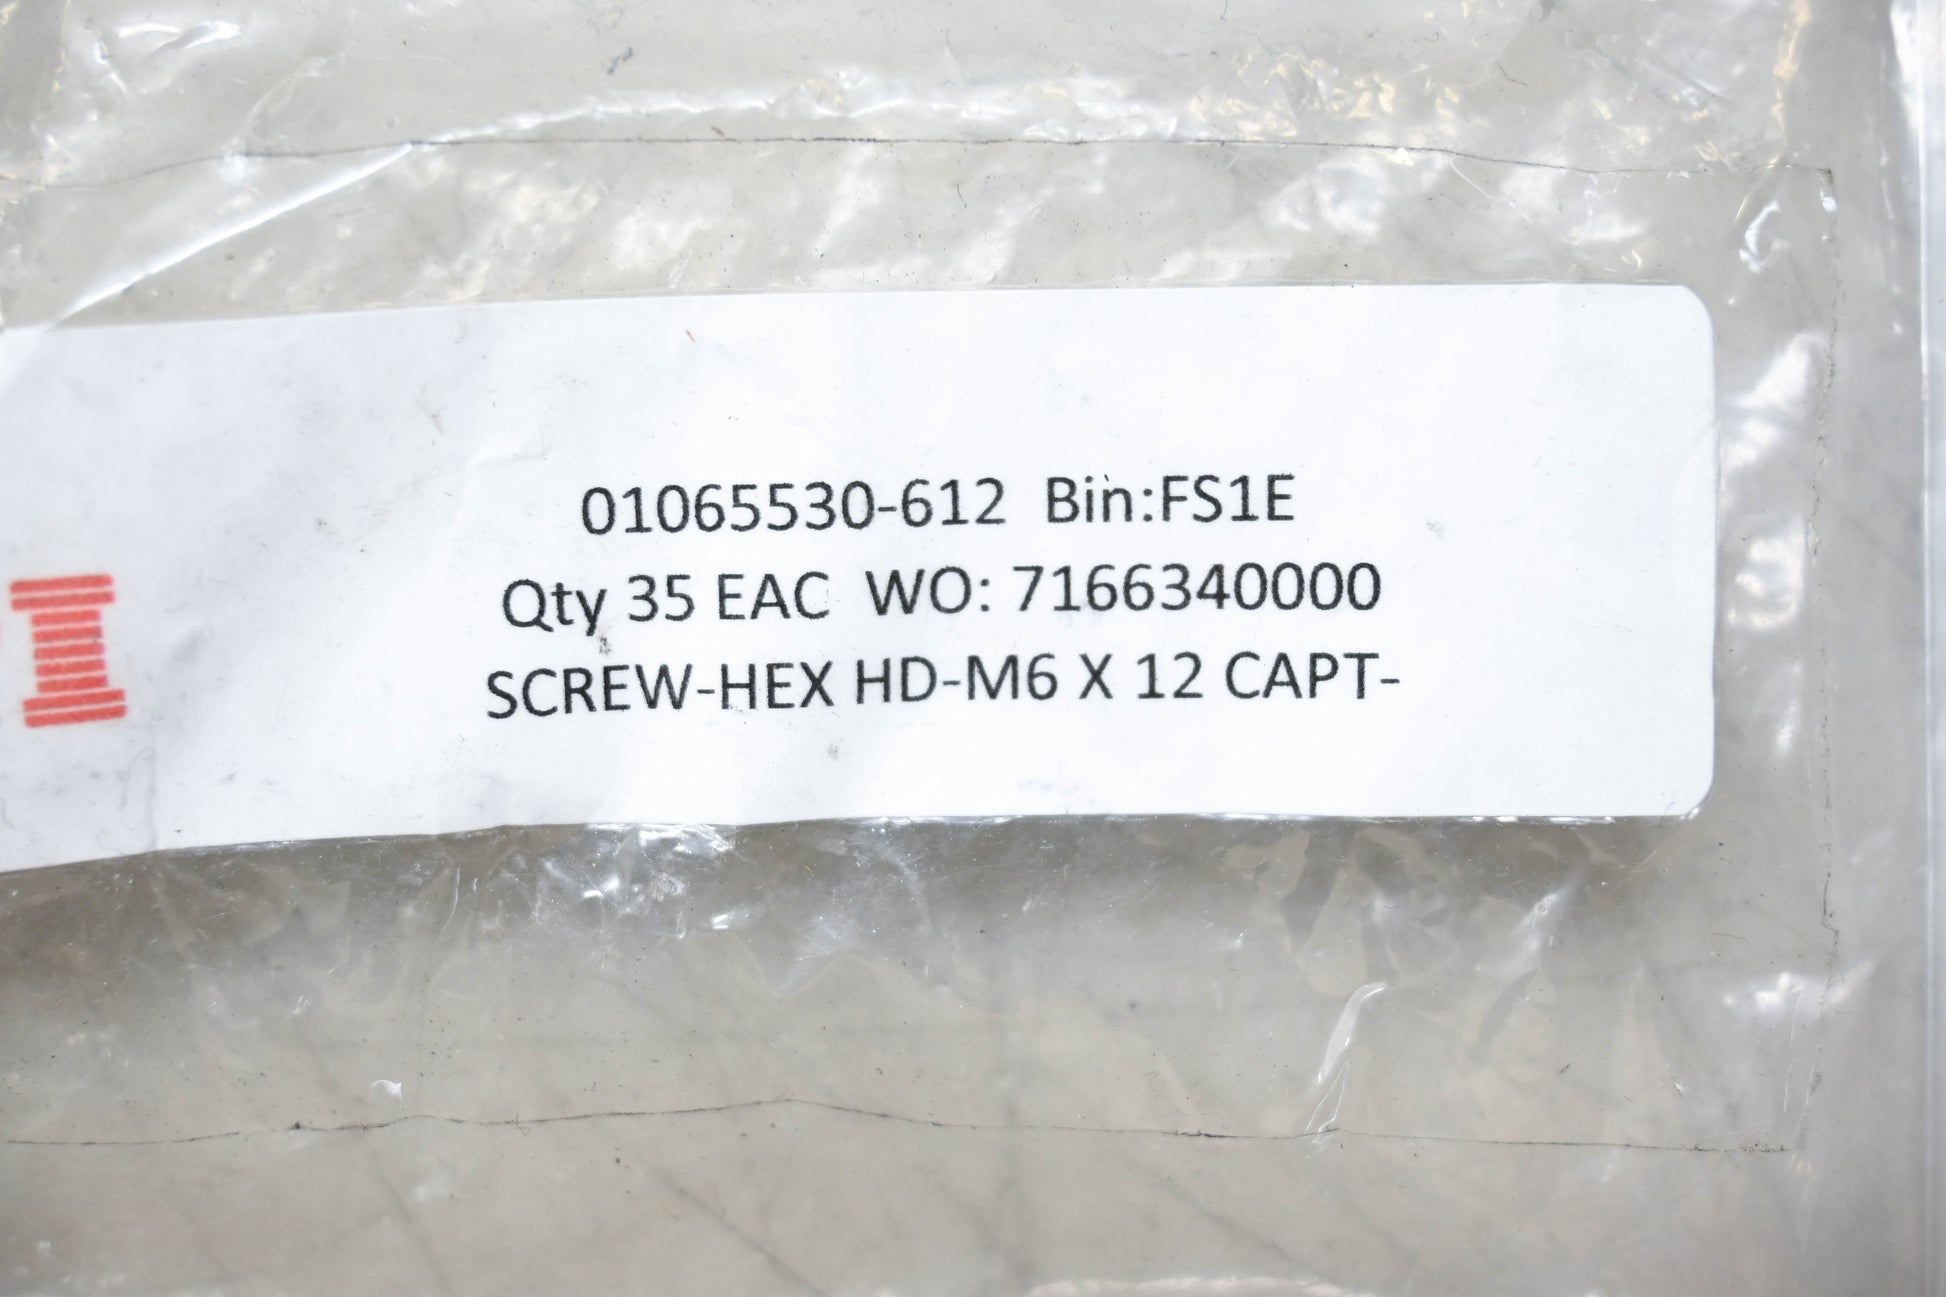 01065530-612 Bin:FS1E
Qty 35 EAC WO: 7166340000
SCREW-HEX HD-M6 X 12 CAPT-